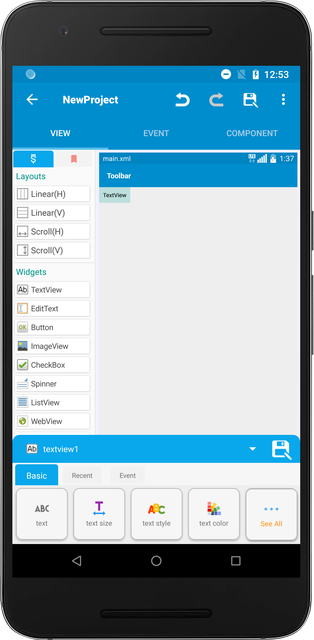 12:53
NewProject
VIEW EVENT COMPONENT
main.xml 1:37
Layouts
Toolbar
Linear(H)
TextView
Linear(V)
Scroll(H)
Scroll(V)
Widgets
Ab TextView
EditText
OK Button
ImageView
CheckBox
Spinner
ListView
WebView
Ab textview1
Basic Recent Event
ABC T ABC
text text size text style text color See All